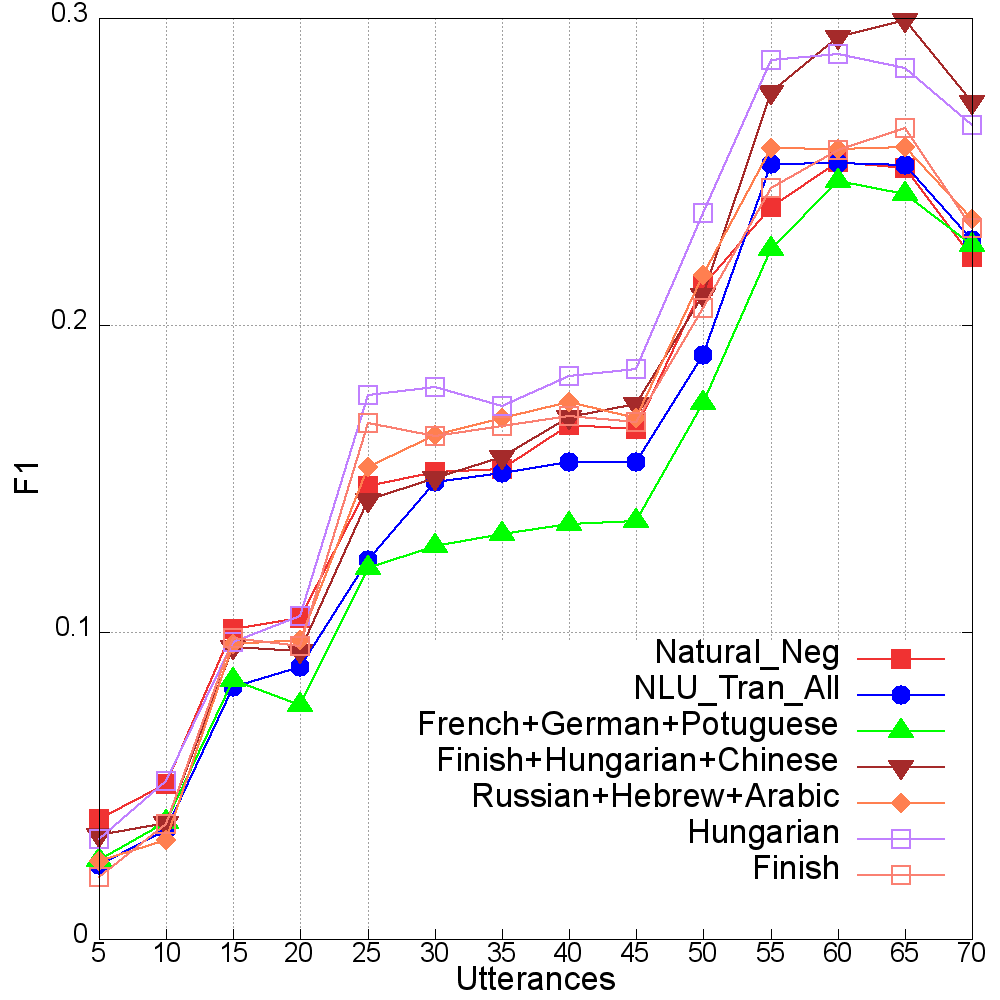 0.3
0.2
0.1
0
F1
Natural_Neg
NLU_Tran_All
French+German+Potuguese
Finish+Hungarian+Chinese
Russian+Hebrew+Arabic
Hungarian
Finish
5 10 15 20 25 30 35 40 45 50 55 60 65 70
Utterances